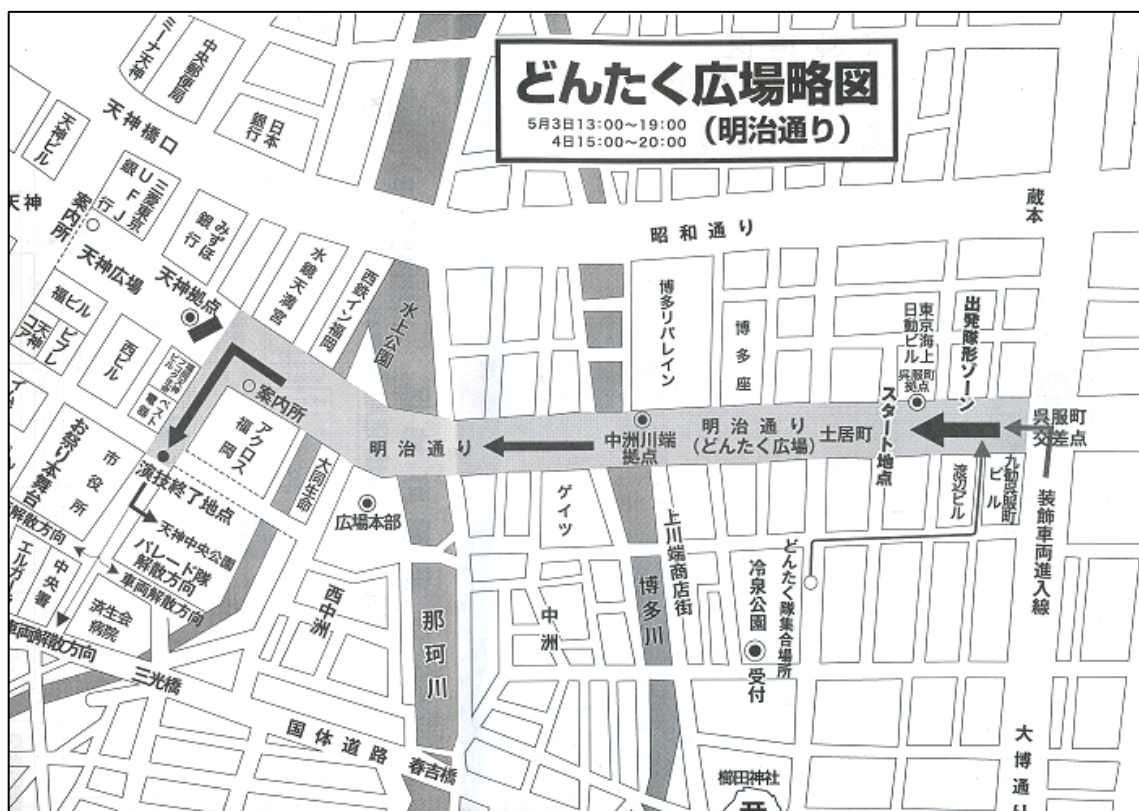 どんたく広場略図
5月3日13:00～19:00
4日15:00～20:00
(明治通り)
ミーナ天神
中央郵便局
日本銀行
天神橋口
天神ビル
三菱東京UFJ銀行
みずほ銀行
天神
案内所
天神広場
天神拠点
水鏡天満宮
西鉄イン福岡
水上公園
福ビル
ビブレ
天神コア
西ビル
ベスト電器
案内所
アクロス福岡
大同生命
市役所
お祭り本舞台
演技終了地点
天神中央公園
パレード隊解散方向
車両解散方向
解散方向
中央署
済生会病院
車両解散方向
三光橋
西中洲
広場本部
国体道路
春吉橋
那珂川
明治通り
昭和通り
蔵本
博多リバレイン
博多座
東京海上日動ビル
呉服町拠点
出発隊形ゾーン
スタート地点
中洲川端拠点
明治通り
(どんたく広場)
土居町
呉服町交差点
渡辺ビル
九勧呉服町ビル
装飾車両進入線
ゲイツ
中洲
上川端商店街
博多川
冷泉公園
受付
どんたく隊集合場所
櫛田神社
大博通り